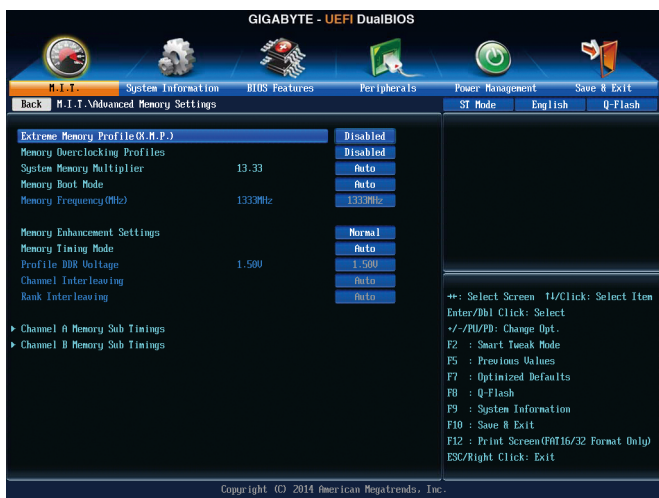 GIGABYTE - UEFI DualBIOS
M.I.T. System Information BIOS Features Peripherals Power Management Save & Exit
Back M.I.T.\Advanced Memory Settings ST Mode English Q-Flash
Extreme Memory Profile(X.M.P.) Disabled
Memory Overclocking Profiles Disabled
System Memory Multiplier 13.33 Auto
Memory Boot Mode Auto
Memory Frequency(MHz) 1333MHz 1333MHz
Memory Enhancement Settings Normal
Memory Timing Mode Auto
Profile DDR Voltage 1.50V 1.50V
Channel Interleaving Auto
Rank Interleaving Auto
Channel A Memory Sub Timings
Channel B Memory Sub Timings
→←: Select Screen ↑↓/Click: Select Item
Enter/Dbl Click: Select
+/-/PU/PD: Change Opt.
F2 : Smart Tweak Mode
F5 : Previous Values
F7 : Optimized Defaults
F8 : Q-Flash
F9 : System Information
F10 : Save & Exit
F12 : Print Screen(FAT16/32 Format Only)
ESC/Right Click: Exit
Copyright (C) 2014 American Megatrends, Inc.